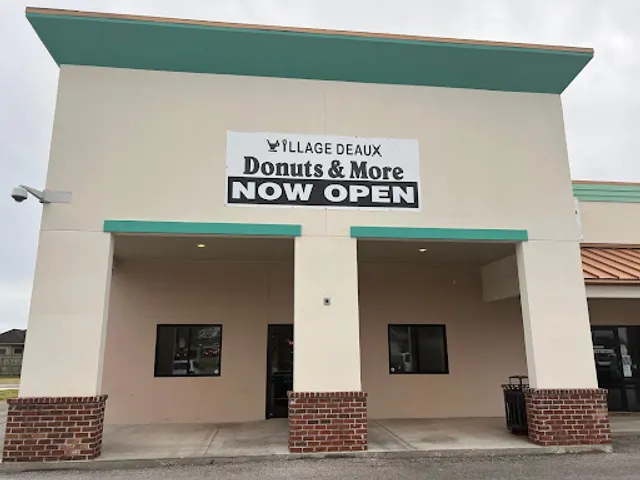 VILLAGE DEAUX
Donuts & More
NOW OPEN